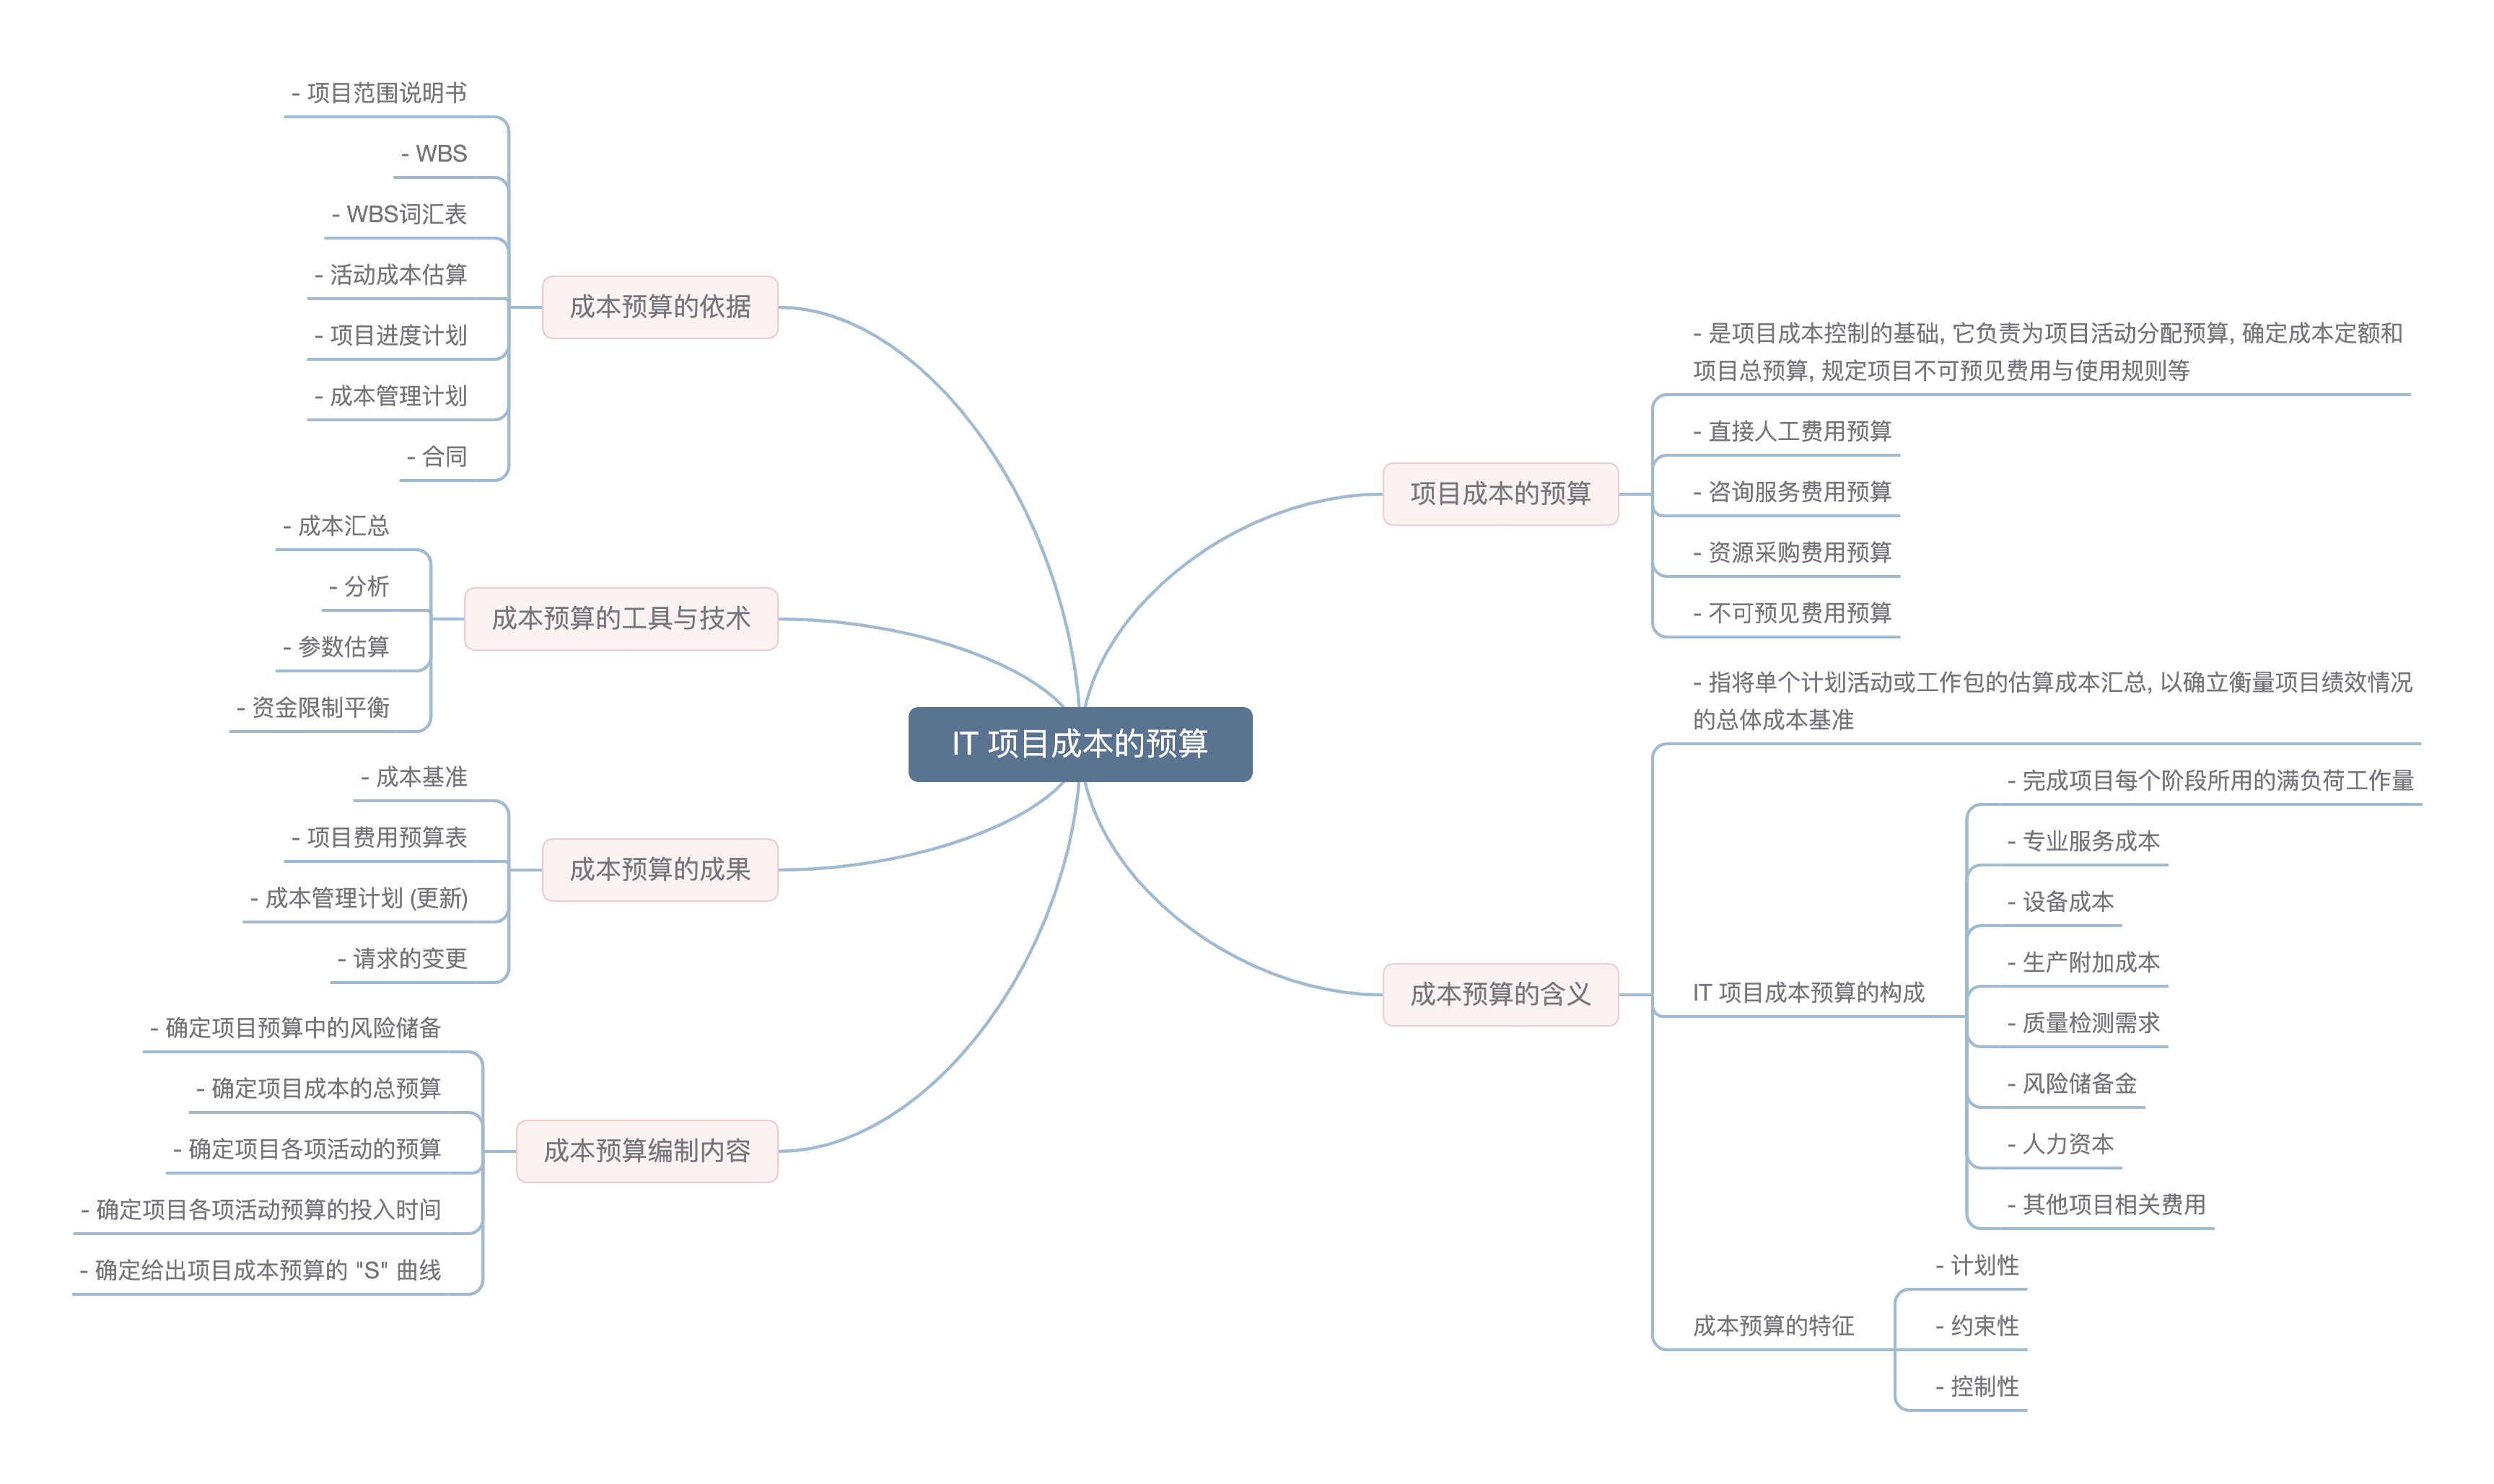 IT 项目成本的预算
项目成本的预算
- 是项目成本控制的基础, 它负责为项目活动分配预算, 确定成本定额和
项目总预算, 规定项目不可预见费用与使用规则等
- 直接人工费用预算
- 咨询服务费用预算
- 资源采购费用预算
- 不可预见费用预算
成本预算的含义
- 指将单个计划活动或工作包的估算成本汇总, 以确立衡量项目绩效情况
的总体成本基准
IT 项目成本预算的构成
- 完成项目每个阶段所用的满负荷工作量
- 专业服务成本
- 设备成本
- 生产附加成本
- 质量检测需求
- 风险储备金
- 人力资本
- 其他项目相关费用
成本预算的特征
- 计划性
- 约束性
- 控制性
成本预算的依据
- 项目范围说明书
- WBS
- WBS词汇表
- 活动成本估算
- 项目进度计划
- 成本管理计划
- 合同
成本预算的工具与技术
- 成本汇总
- 分析
- 参数估算
- 资金限制平衡
成本预算的成果
- 成本基准
- 项目费用预算表
- 成本管理计划 (更新)
- 请求的变更
成本预算编制内容
- 确定项目预算中的风险储备
- 确定项目成本的总预算
- 确定项目各项活动的预算
- 确定项目各项活动预算的投入时间
- 确定给出项目成本预算的 "S" 曲线